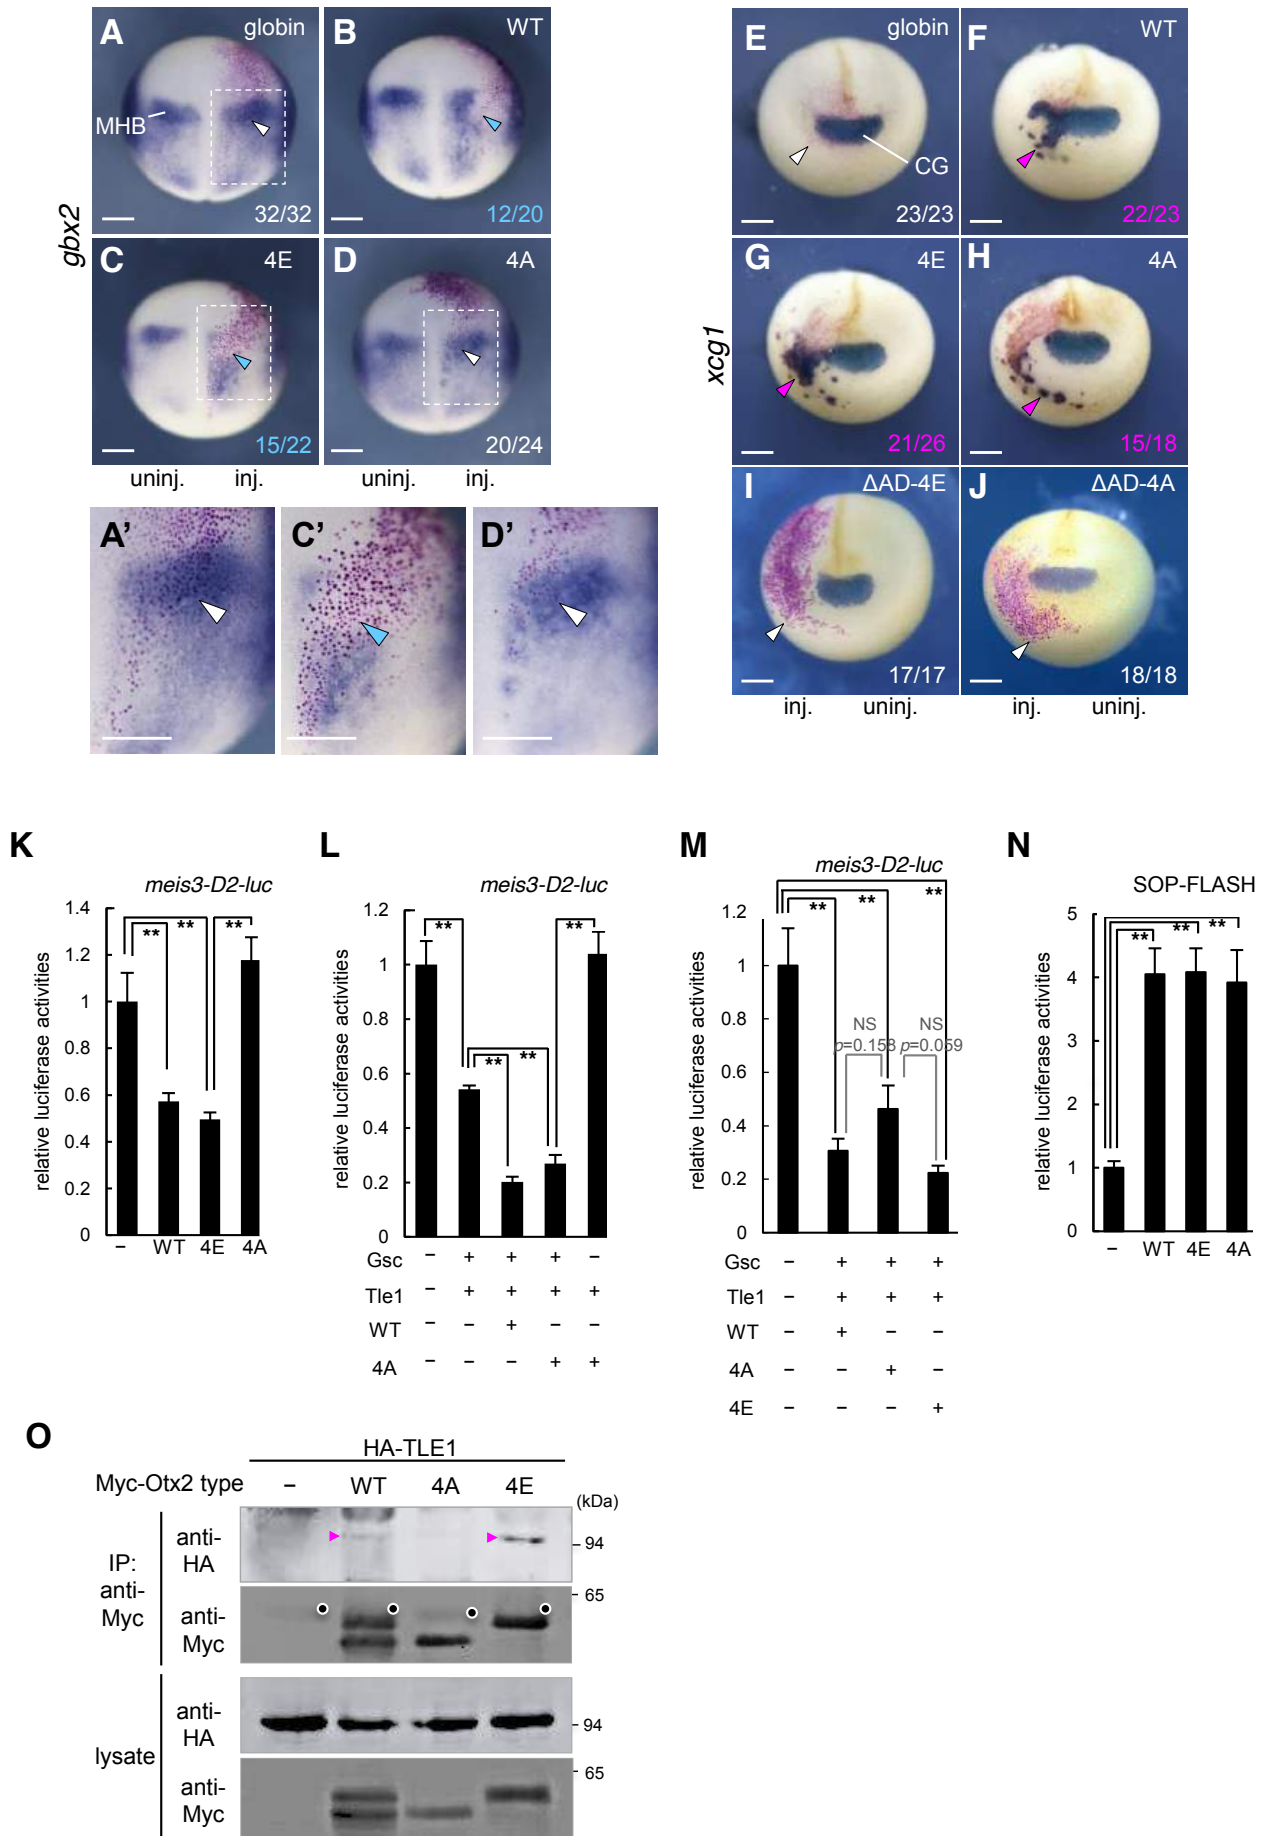 A globin
MHB
32/32
B WT
12/20
gbx2
C 4E
15/22
D 4A
20/24
uninj. inj. uninj. inj.
A’ C’ D’
E globin
CG
23/23
F WT
22/23
xcg1
G 4E
21/26
H 4A
15/18
I ΔAD-4E
17/17
J ΔAD-4A
18/18
inj. uninj. inj. uninj.
K
meis3-D2-luc
relative luciferase activities
1.4
1.2
1
0.8
0.6
0.4
0.2
0
** ** **
– WT 4E 4A
L
meis3-D2-luc
relative luciferase activities
1.2
1
0.8
0.6
0.4
0.2
0
** ** ** **
Gsc – + + + –
Tle1 – + + + +
WT – – + – –
4A – – – + +
M
meis3-D2-luc
relative luciferase activities
1.2
1
0.8
0.6
0.4
0.2
0
** ** **
NS NS
p=0.158 p=0.059
Gsc – + + +
Tle1 – + + +
WT – + – –
4A – – + –
4E – – – +
N
SOP-FLASH
relative luciferase activities
5
4
3
2
1
0
** ** **
– WT 4E 4A
O
HA-TLE1
Myc-Otx2 type – WT 4A 4E
(kDa)
IP:
anti-
Myc
anti-
HA
94
65
anti-
Myc
lysate
anti-
HA
94
65
anti-
Myc